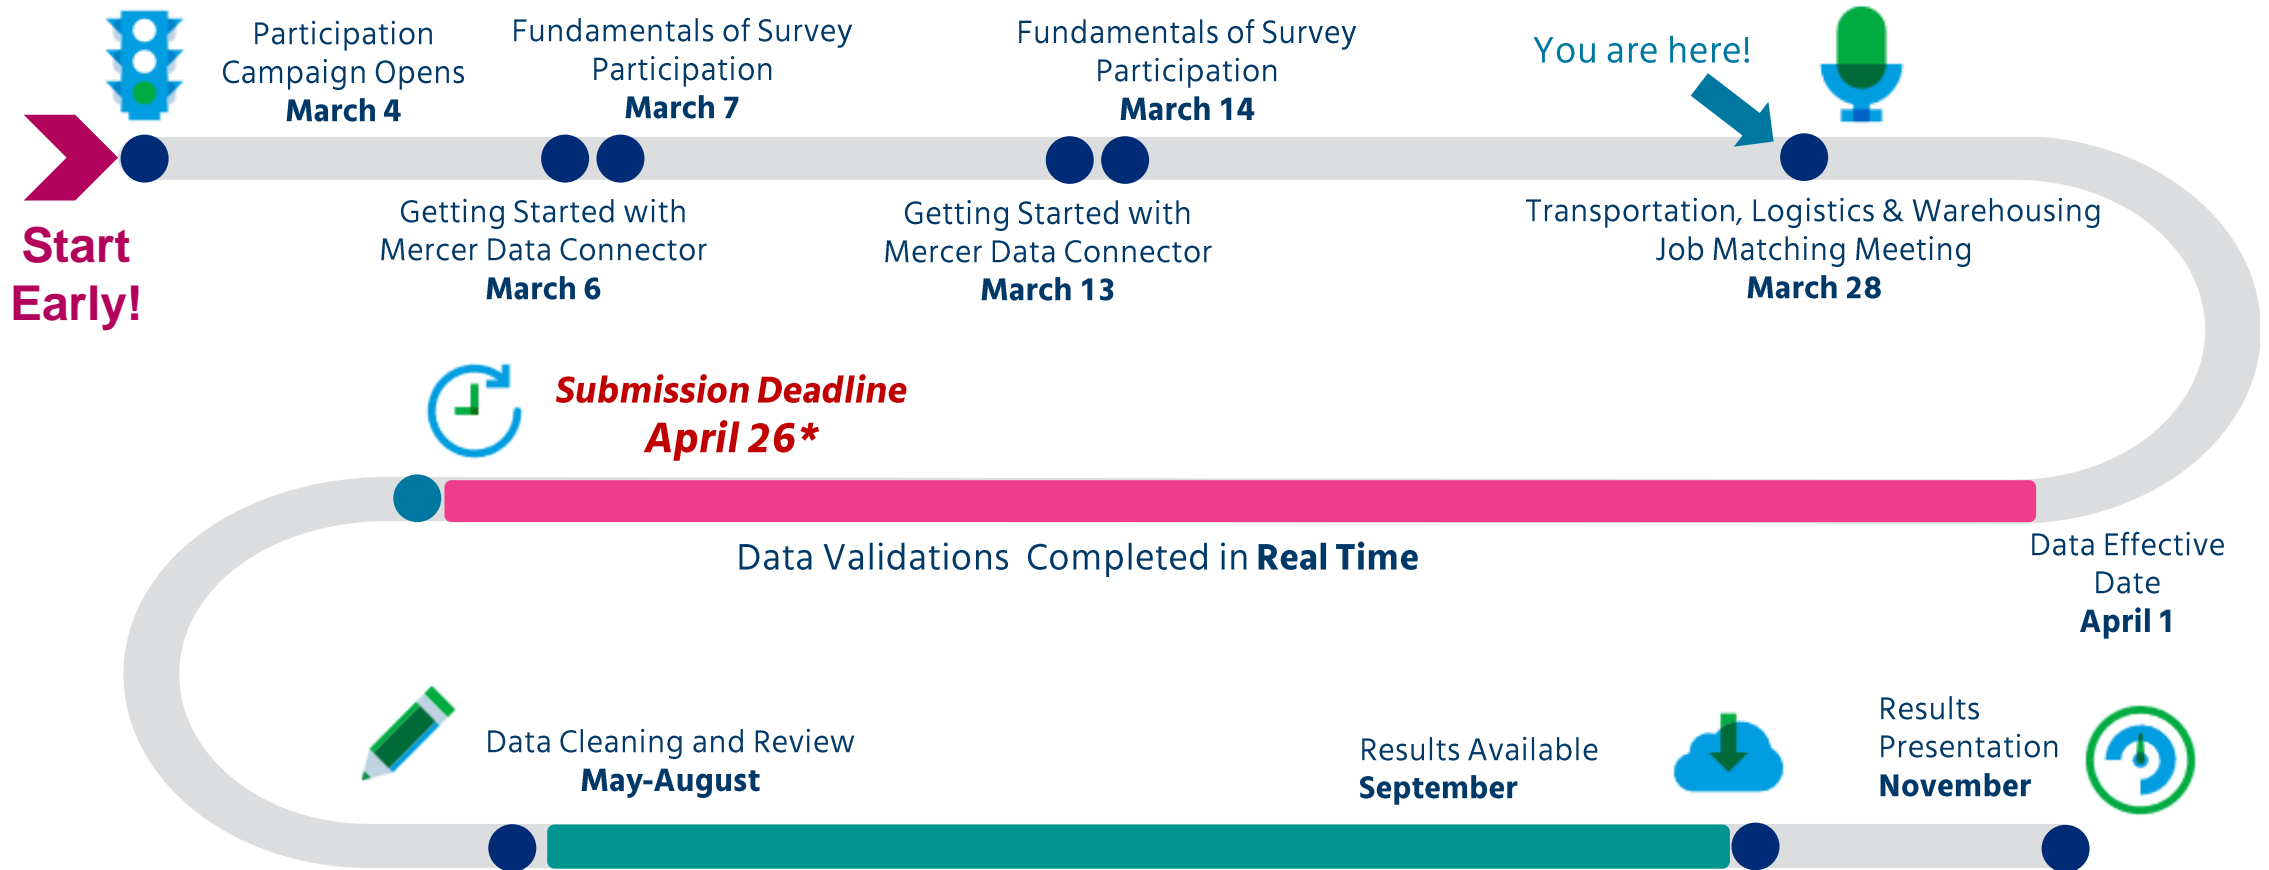 Participation
Campaign Opens
March 4
Fundamentals of Survey
Participation
March 7
Fundamentals of Survey
Participation
March 14
You are here!
Start
Early!
Getting Started with
Mercer Data Connector
March 6
Getting Started with
Mercer Data Connector
March 13
Transportation, Logistics & Warehousing
Job Matching Meeting
March 28
Submission Deadline
April 26*
Data Validations  Completed in Real Time
Data Effective
Date
April 1
Data Cleaning and Review
May-August
Results Available
September
Results
Presentation
November